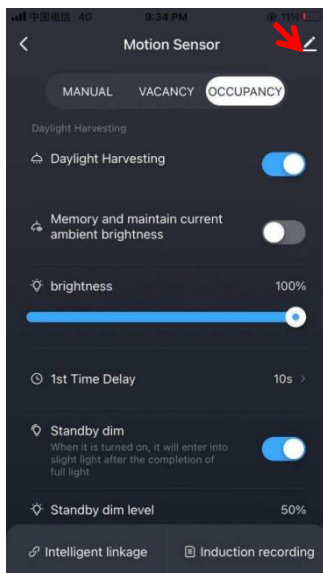 中国电信 4G 9:34 PM 11%
Motion Sensor
MANUAL VACANCY OCCUPANCY
Daylight Harvesting
Daylight Harvesting
Memory and maintain current
ambient brightness
brightness 100%
1st Time Delay 10s
Standby dim
When it is turned on, it will enter into
slight light after the completion of
full light
Standby dim level 50%
Intelligent linkage Induction recording